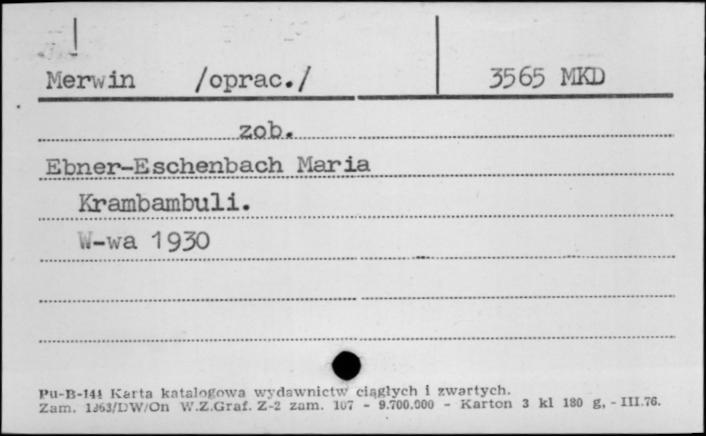 Merwin /oprac./ 3565 MKD
zob.
Ebner-Eschenbach Maria
Krambambuli.
W-wa 1930
Pu-B-141 Karta katalogowa wydawnictw ciągłych i zwartych.
Zam. 1263/DW/On W.Z.Graf. Z-2 zam. 107 - 9.700.000 - Karton 3 kl 180 g, - III.76.